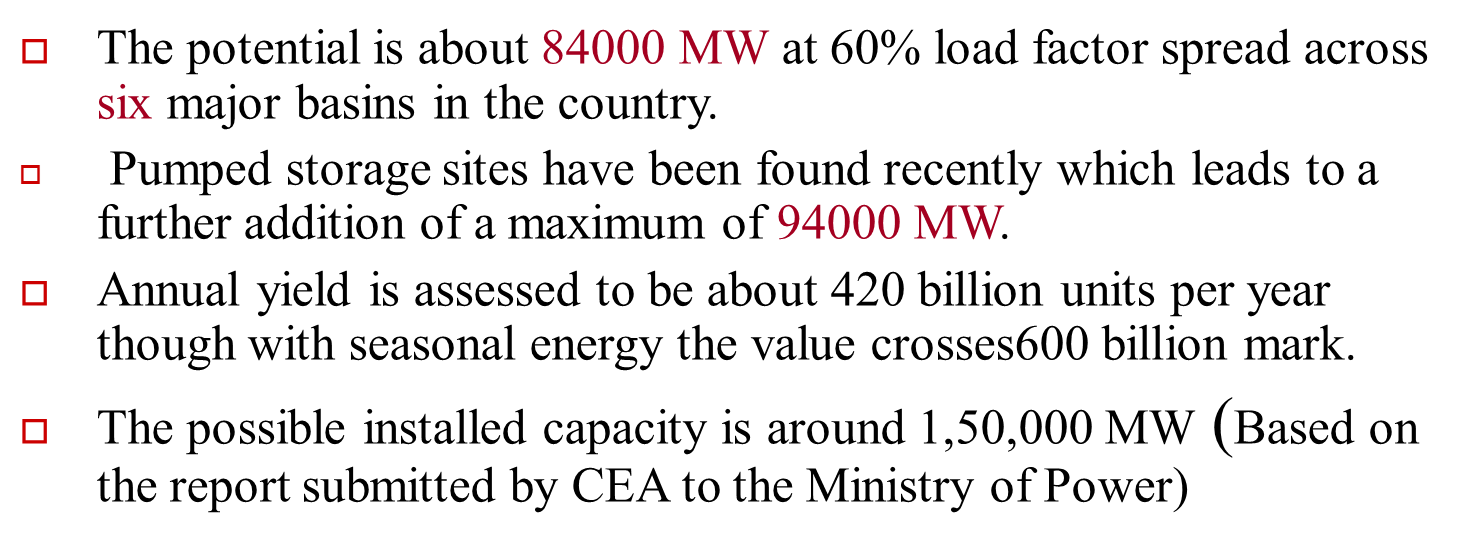 The potential is about 84000 MW at 60% load factor spread across
six major basins in the country.
Pumped storage sites have been found recently which leads to a
further addition of a maximum of 94000 MW.
Annual yield is assessed to be about 420 billion units per year
though with seasonal energy the value crosses600 billion mark.
The possible installed capacity is around 1,50,000 MW (Based on
the report submitted by CEA to the Ministry of Power)